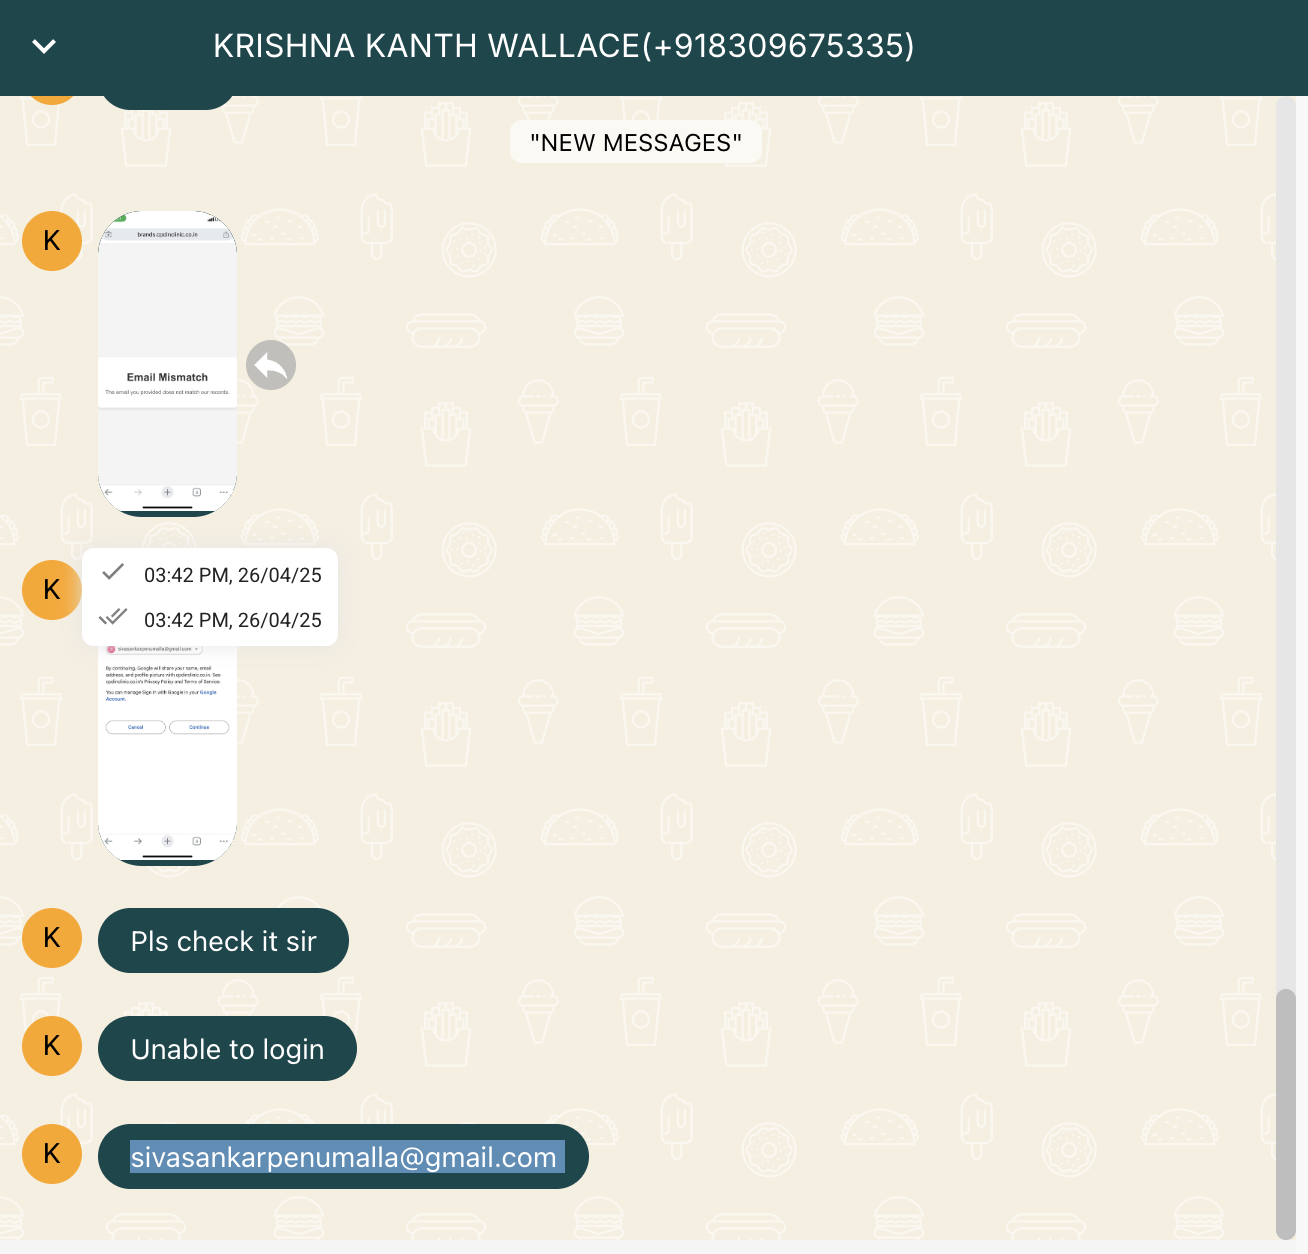 KRISHNA KANTH WALLACE(+918309675335)
"NEW MESSAGES"
K
brands.cpdinclinic.co.in
Email Mismatch
The email you provided does not match our records.
K
03:42 PM, 26/04/25
03:42 PM, 26/04/25
sivasankarpenumalla@gmail.com
By continuing, Google will share your name, email
address, and profile picture with cpdinclinic.co.in. See
cpdinclinic.co.in's Privacy Policy and Terms of Service.
You can manage Sign in with Google in your Google
Account.
Cancel
Continue
K
Pls check it sir
K
Unable to login
K
sivasankarpenumalla@gmail.com